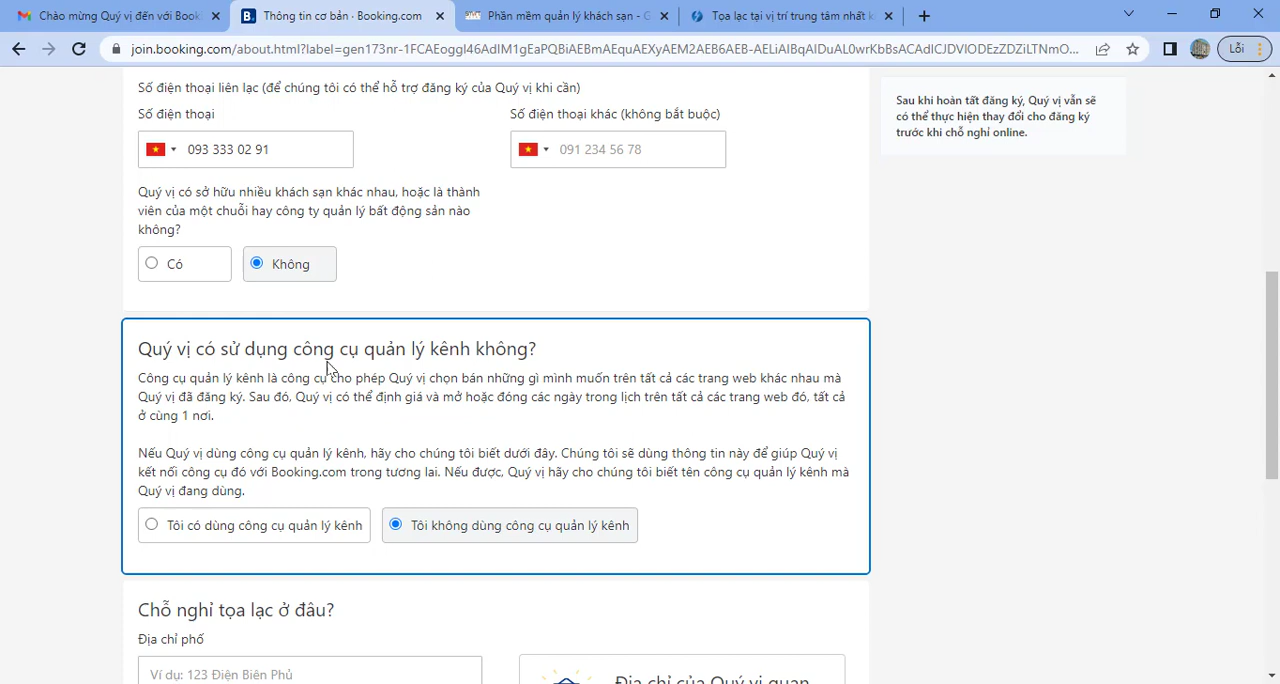 Chào mừng Quý vị đến với Book
Thông tin cơ bản · Booking.com
Phần mềm quản lý khách sạn - G
Tọa lạc tại vị trí trung tâm nhất k
Lỗi
Số điện thoại liên lạc (để chúng tôi có thể hỗ trợ đăng ký của Quý vị khi cần)
Số điện thoại
Số điện thoại khác (không bắt buộc)
093 333 02 91
091 234 56 78
Quý vị có sở hữu nhiều khách sạn khác nhau, hoặc là thành
viên của một chuỗi hay công ty quản lý bất động sản nào
không?
Có
Không
Sau khi hoàn tất đăng ký, Quý vị vẫn sẽ
có thể thực hiện thay đổi cho đăng ký
trước khi chỗ nghỉ online.
Quý vị có sử dụng công cụ quản lý kênh không?
Công cụ quản lý kênh là công cụ cho phép Quý vị chọn bán những gì mình muốn trên tất cả các trang web khác nhau mà
Quý vị đã đăng ký. Sau đó, Quý vị có thể định giá và mở hoặc đóng các ngày trong lịch trên tất cả các trang web đó, tất cả
ở cùng 1 nơi.
Nếu Quý vị dùng công cụ quản lý kênh, hãy cho chúng tôi biết dưới đây. Chúng tôi sẽ dùng thông tin này để giúp Quý vị
kết nối công cụ đó với Booking.com trong tương lai. Nếu được, Quý vị hãy cho chúng tôi biết tên công cụ quản lý kênh mà
Quý vị đang dùng.
Tôi có dùng công cụ quản lý kênh
Tôi không dùng công cụ quản lý kênh
Chỗ nghỉ tọa lạc ở đâu?
Địa chỉ phố
Ví dụ: 123 Điện Biên Phủ
Địa chỉ của Quý vị quan